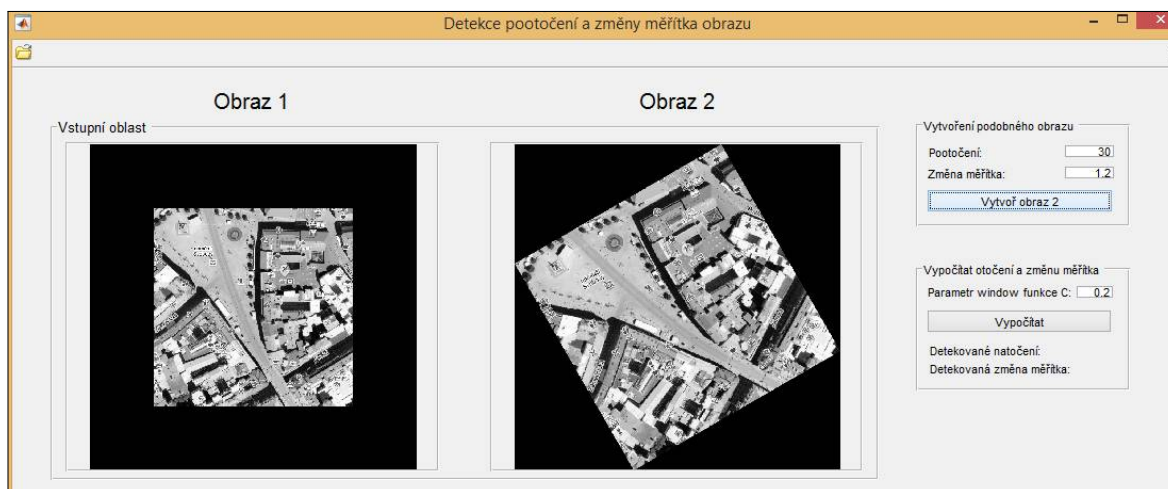 Detekce pootočení a změny měřítka obrazu
Obraz 1
Obraz 2
Vstupní oblast
Vytvoření podobného obrazu
Pootočení: 30
Změna měřítka: 1.2
Vytvoř obraz 2
Vypočítat otočení a změnu měřítka
Parametr window funkce C: 0.2
Vypočítat
Detekované natočení:
Detekovaná změna měřítka: